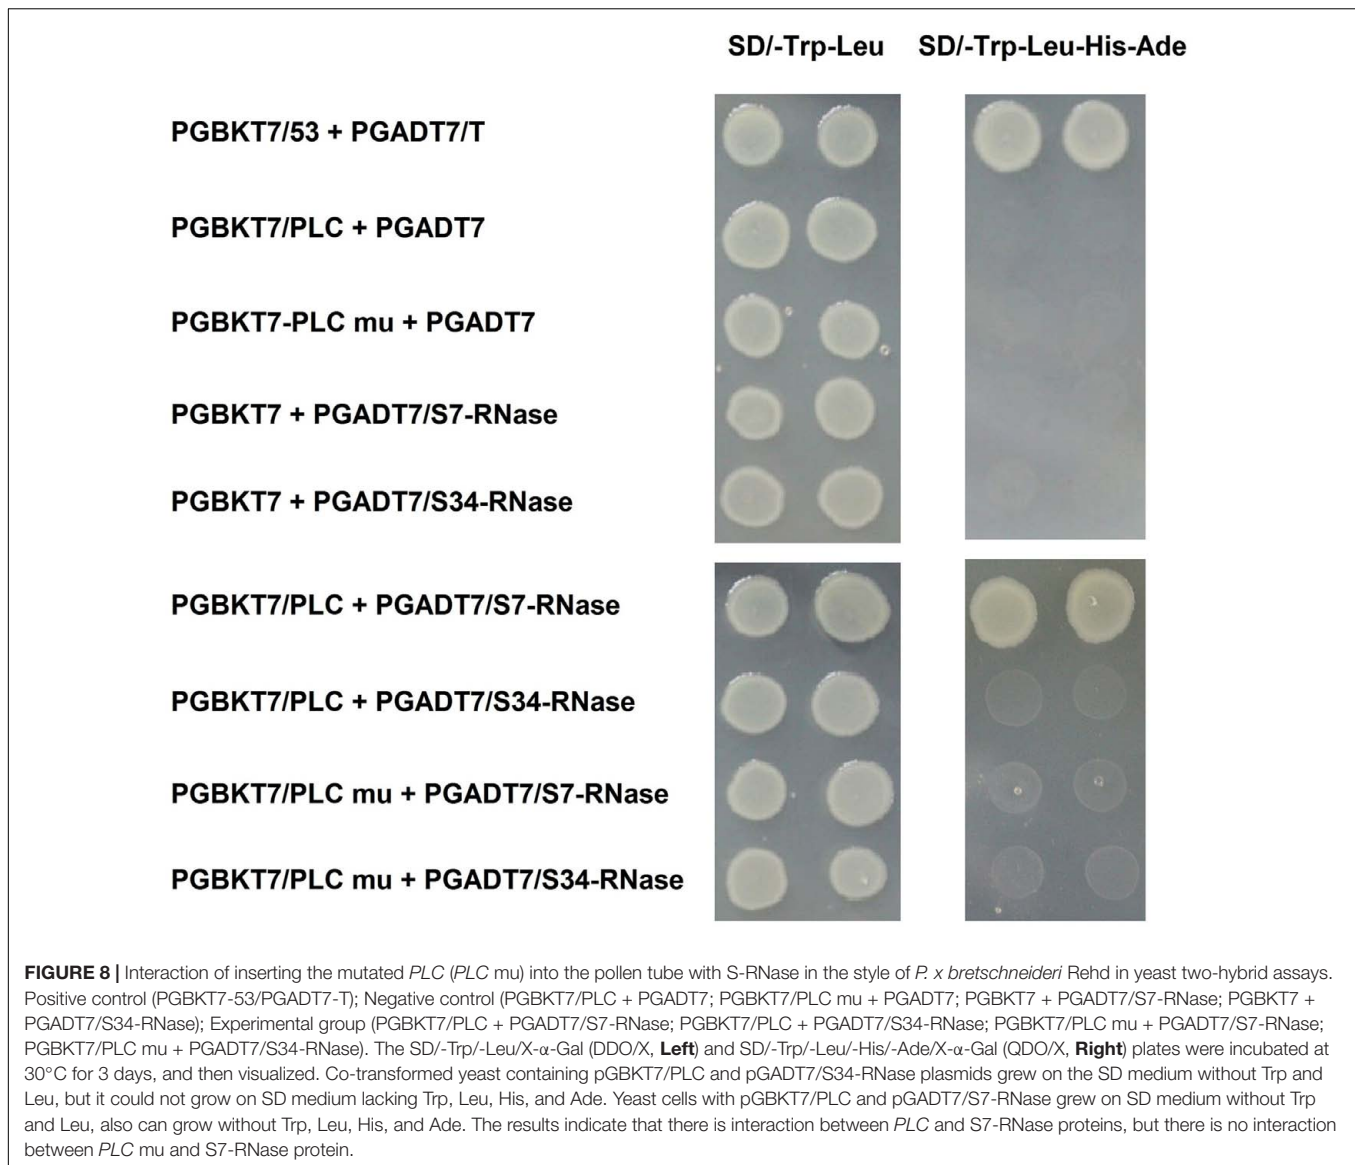 SD/-Trp-Leu SD/-Trp-Leu-His-Ade
PGBKT7/53 + PGADT7/T
PGBKT7/PLC + PGADT7
PGBKT7-PLC mu + PGADT7
PGBKT7 + PGADT7/S7-RNase
PGBKT7 + PGADT7/S34-RNase
PGBKT7/PLC + PGADT7/S7-RNase
PGBKT7/PLC + PGADT7/S34-RNase
PGBKT7/PLC mu + PGADT7/S7-RNase
PGBKT7/PLC mu + PGADT7/S34-RNase
FIGURE 8 | Interaction of inserting the mutated PLC (PLC mu) into the pollen tube with S-RNase in the style of P. x bretschneideri Rehd in yeast two-hybrid assays.
Positive control (PGBKT7-53/PGADT7-T); Negative control (PGBKT7/PLC + PGADT7; PGBKT7/PLC mu + PGADT7; PGBKT7 + PGADT7/S7-RNase; PGBKT7 +
PGADT7/S34-RNase); Experimental group (PGBKT7/PLC + PGADT7/S7-RNase; PGBKT7/PLC + PGADT7/S34-RNase; PGBKT7/PLC mu + PGADT7/S7-RNase;
PGBKT7/PLC mu + PGADT7/S34-RNase). The SD/-Trp/-Leu/X-α-Gal (DDO/X, Left) and SD/-Trp/-Leu/-His/-Ade/X-α-Gal (QDO/X, Right) plates were incubated at
30°C for 3 days, and then visualized. Co-transformed yeast containing pGBKT7/PLC and pGADT7/S34-RNase plasmids grew on the SD medium without Trp and
Leu, but it could not grow on SD medium lacking Trp, Leu, His, and Ade. Yeast cells with pGBKT7/PLC and pGADT7/S7-RNase grew on SD medium without Trp
and Leu, also can grow without Trp, Leu, His, and Ade. The results indicate that there is interaction between PLC and S7-RNase proteins, but there is no interaction
between PLC mu and S7-RNase protein.